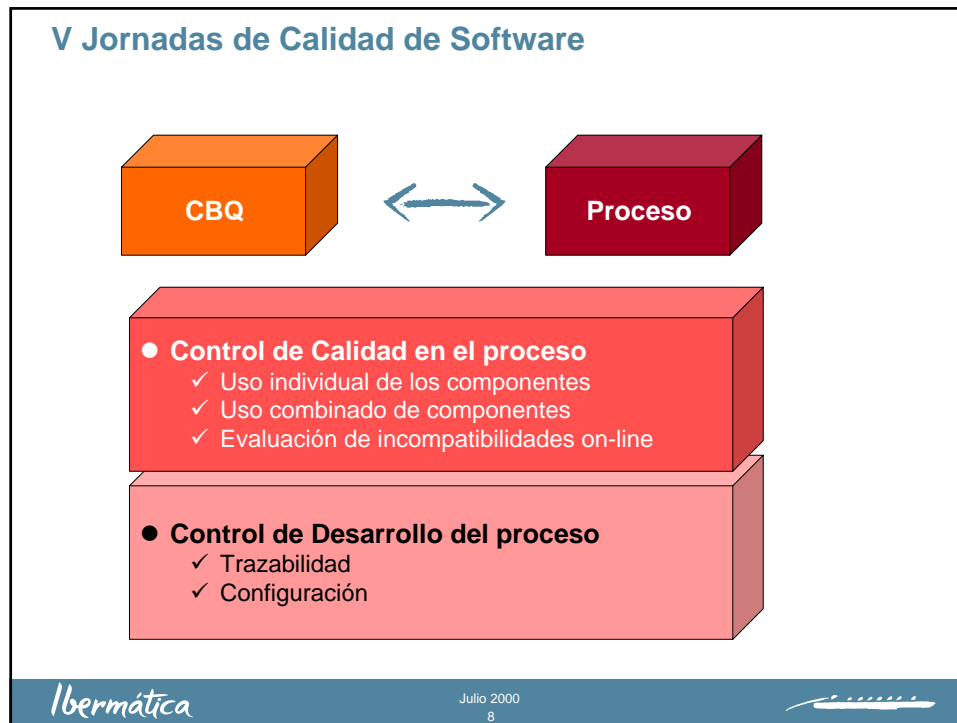 V Jornadas de Calidad de Software
CBQ
Proceso
● Control de Calidad en el proceso
✓ Uso individual de los componentes
✓ Uso combinado de componentes
✓ Evaluación de incompatibilidades on-line
● Control de Desarrollo del proceso
✓ Trazabilidad
✓ Configuración
Ibermática
Julio 2000
8